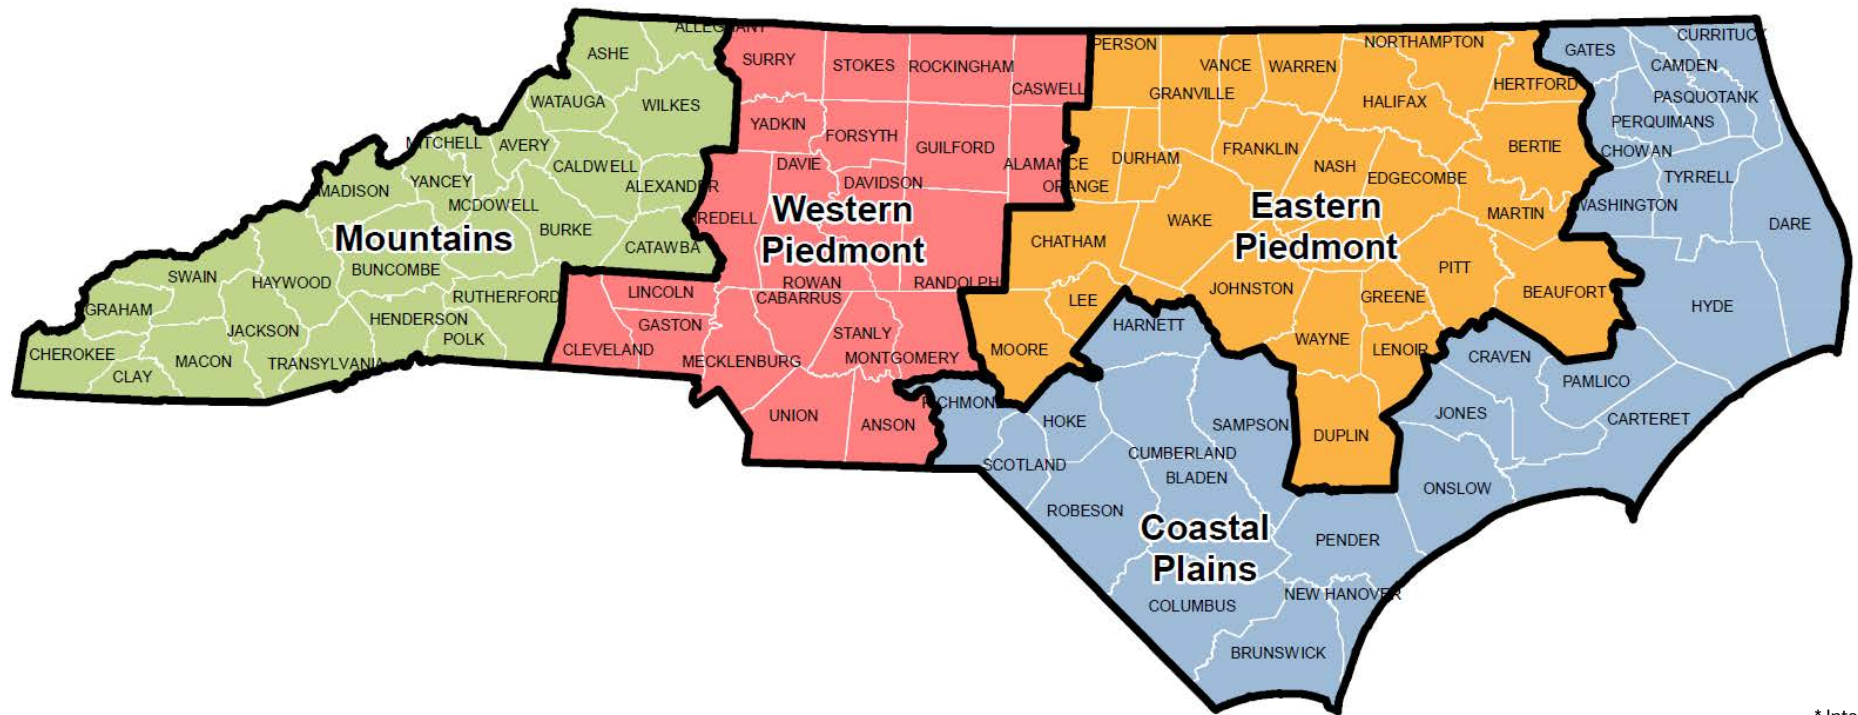 ALLEGHANY
ASHE
WATAUGA
WILKES
MITCHELL
AVERY
CALDWELL
ALEXANDER
MADISON
YANCEY
MCDOWELL
BURKE
CATAWBA
Mountains
SWAIN
HAYWOOD
BUNCOMBE
RUTHERFORD
GRAHAM
JACKSON
HENDERSON
POLK
CHEROKEE
MACON
TRANSYLVANIA
CLAY
SURRY
STOKES
ROCKINGHAM
CASWELL
YADKIN
FORSYTH
GUILFORD
ALAMANCE
DAVIE
DAVIDSON
IREDELL
Western
Piedmont
ROWAN
RANDOLPH
LINCOLN
CABARRUS
GASTON
STANLY
CLEVELAND
MECKLENBURG
MONTGOMERY
UNION
ANSON
PERSON
VANCE
WARREN
NORTHAMPTON
GRANVILLE
HALIFAX
HERTFORD
DURHAM
FRANKLIN
NASH
EDGECOMBE
BERTIE
ORANGE
WAKE
MARTIN
Eastern
Piedmont
CHATHAM
PITT
LEE
JOHNSTON
GREENE
BEAUFORT
MOORE
WAYNE
LENOIR
DUPLIN
GATES
CURRITUCK
CAMDEN
PASQUOTANK
PERQUIMANS
CHOWAN
TYRRELL
WASHINGTON
DARE
HYDE
HARNETT
CRAVEN
PAMLICO
RICHMOND
HOKE
SAMPSON
JONES
CARTERET
SCOTLAND
CUMBERLAND
BLADEN
ONSLOW
ROBESON
Coastal
Plains
PENDER
COLUMBUS
NEW HANOVER
BRUNSWICK